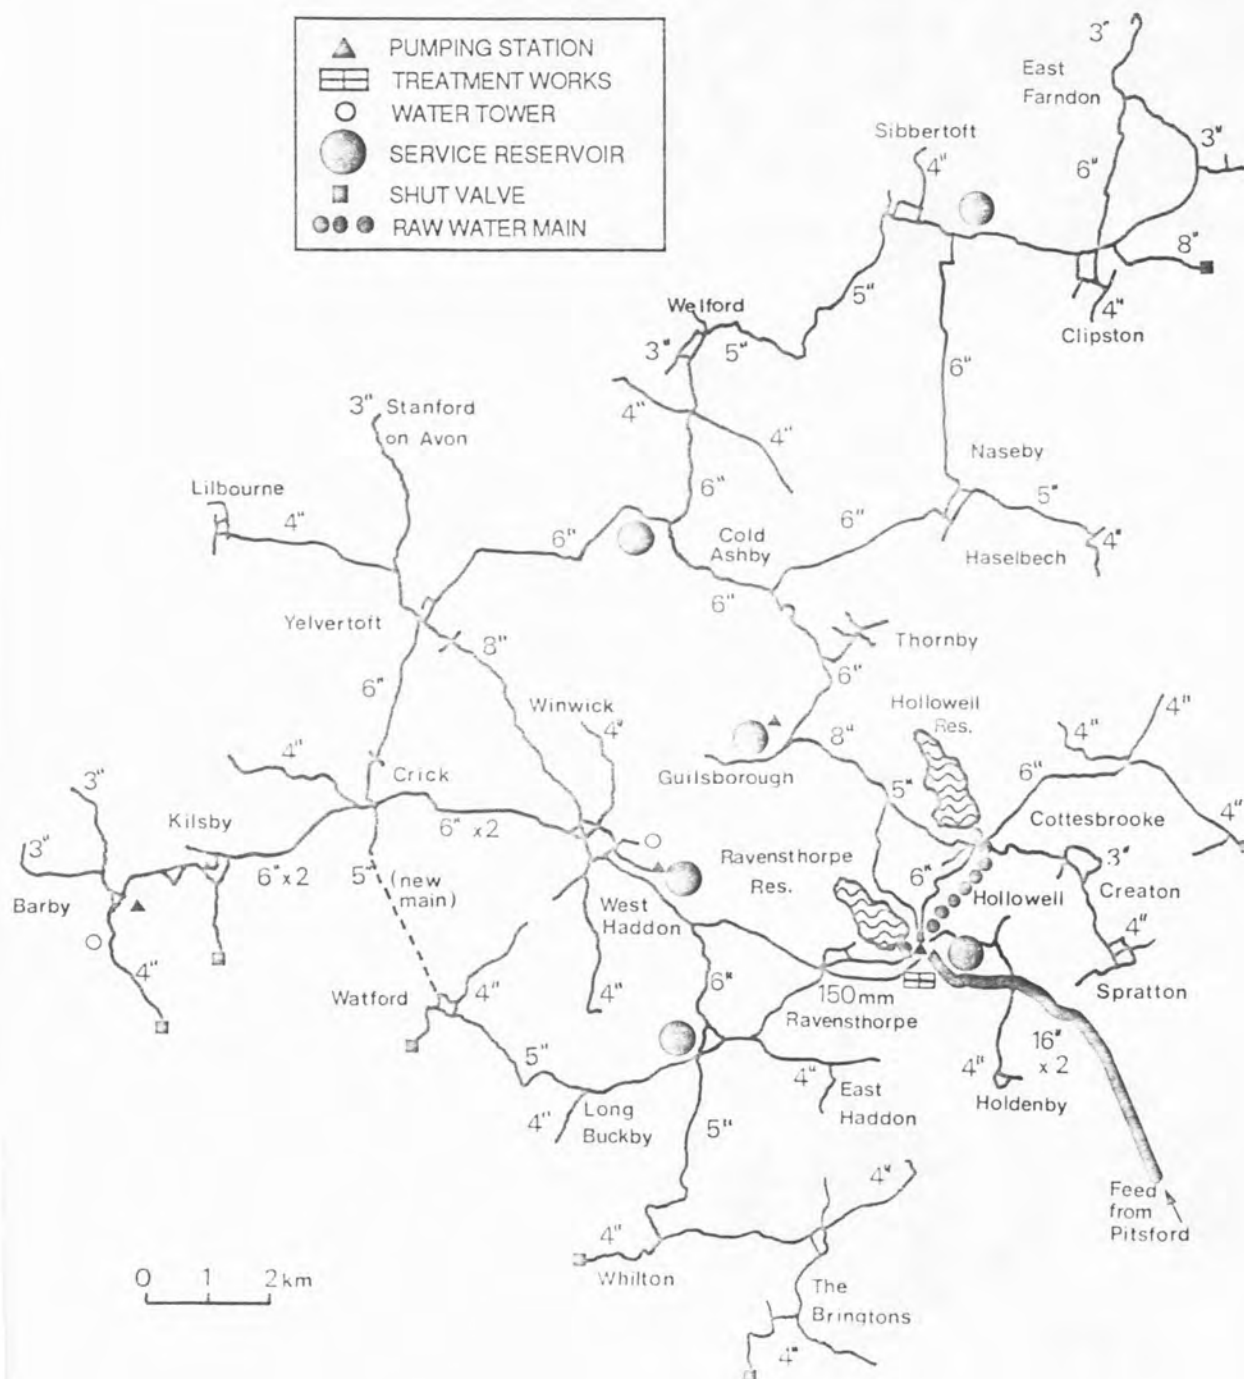 PUMPING STATION
TREATMENT WORKS
WATER TOWER
SERVICE RESERVOIR
SHUT VALVE
RAW WATER MAIN
3"
East
Farndon
Sibbertoft
4"
3"
6"
8"
5"
4"
Clipston
Welford
3"
5"
6"
3" Stanford
on Avon
4"
4"
Naseby
Lilbourne
4"
6"
5"
6"
6"
Cold
Ashby
4"
Haselbech
6"
Yelvertoft
8"
Thornby
6"
6"
Winwick
4"
Hollowell
Res.
4"
4"
4"
Crick
Guilsborough
8"
6"
3"
5"
Kilsby
6" x2
Cottesbrooke
4"
3"
Ravensthorpe
Res.
6"
3"
Creaton
6" x2
5" (new
main)
Hollowell
Barby
West
Haddon
4"
4"
Spratton
Watford
4"
4"
6"
150mm
Ravensthorpe
16"
x 2
5"
4"
4"
Holdenby
East
Haddon
4"
Long
Buckby
5"
4"
Feed
from
Pitsford
4"
Whilton
0 1 2 km
The
Bringtons
4"